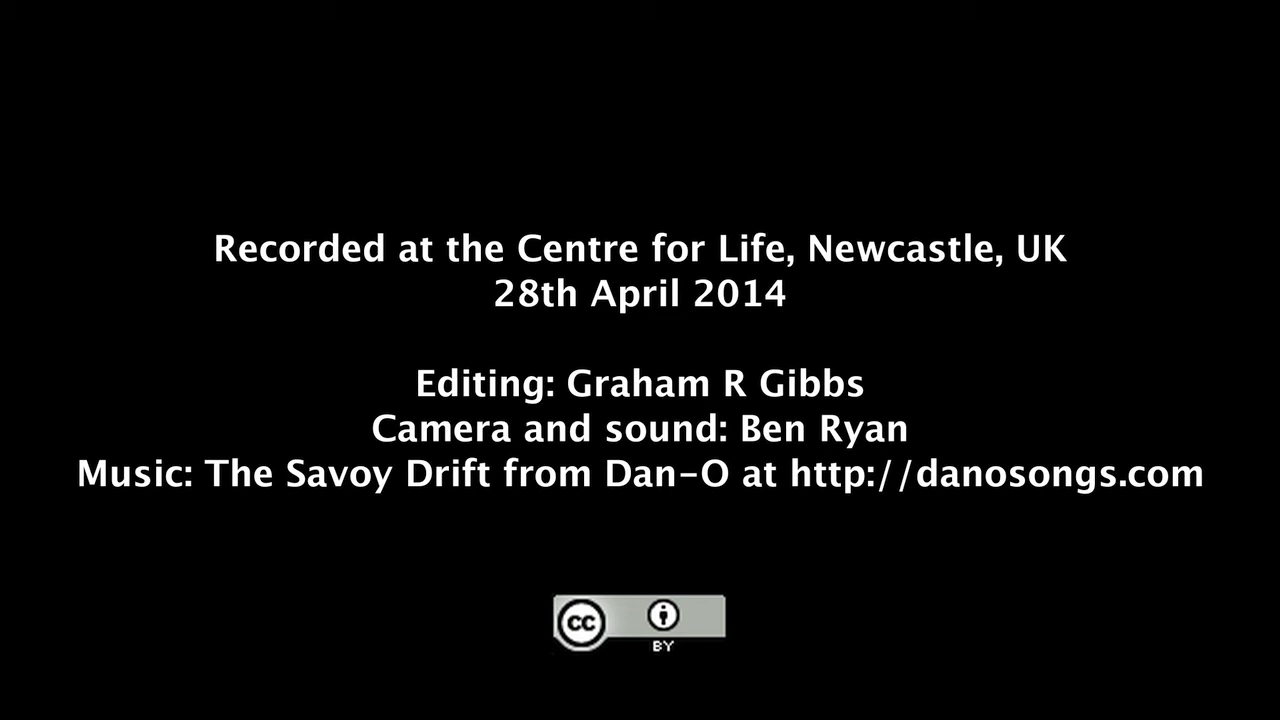 Recorded at the Centre for Life, Newcastle, UK
28th April 2014
Editing: Graham R Gibbs
Camera and sound: Ben Ryan
Music: The Savoy Drift from Dan-O at http://danosongs.com
cc
BY